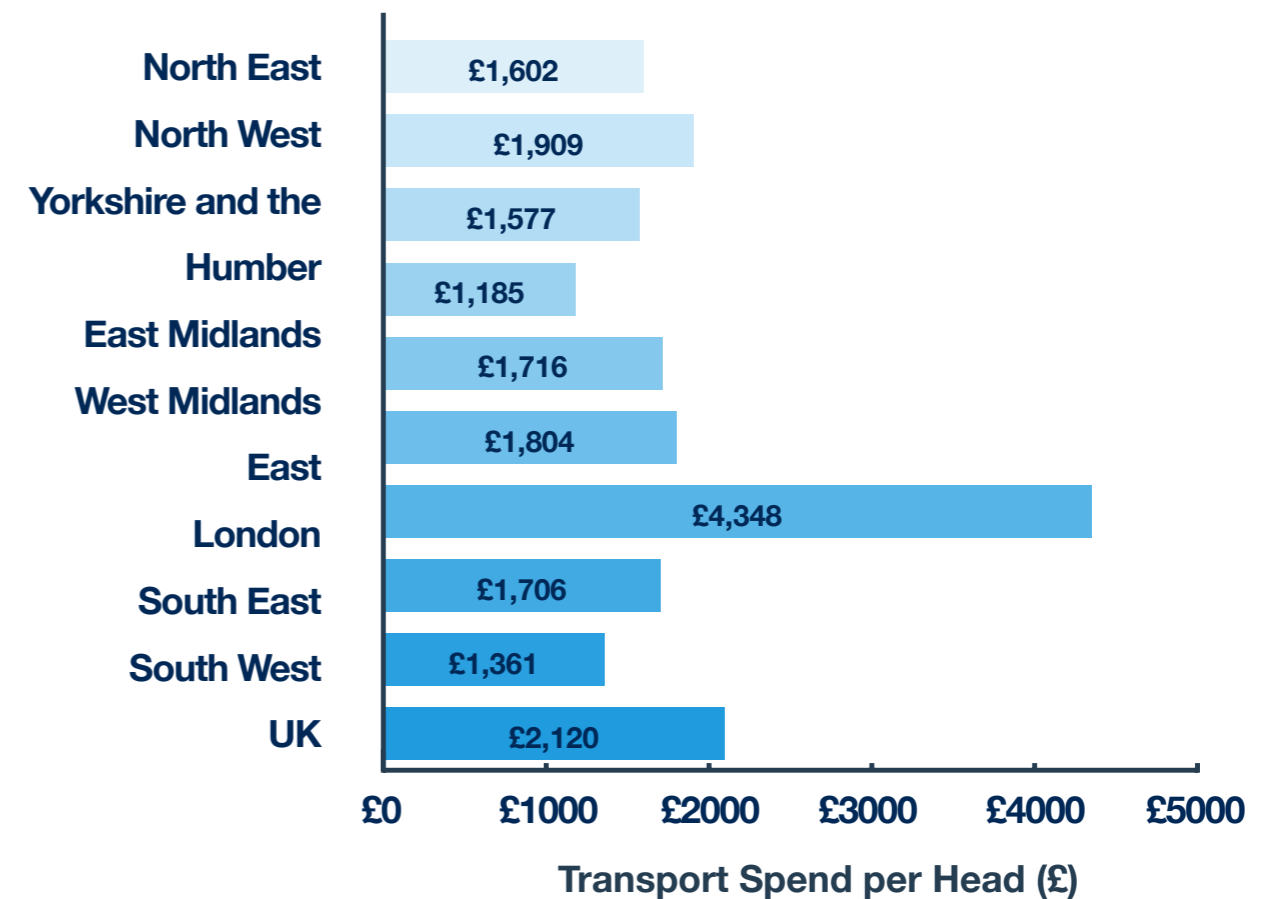 North East
£1,602
North West
£1,909
Yorkshire and the
Humber
£1,577
East Midlands
£1,185
West Midlands
£1,716
East
£1,804
London
£4,348
South East
£1,706
South West
£1,361
UK
£2,120
£0 £1000 £2000 £3000 £4000 £5000
Transport Spend per Head (£)